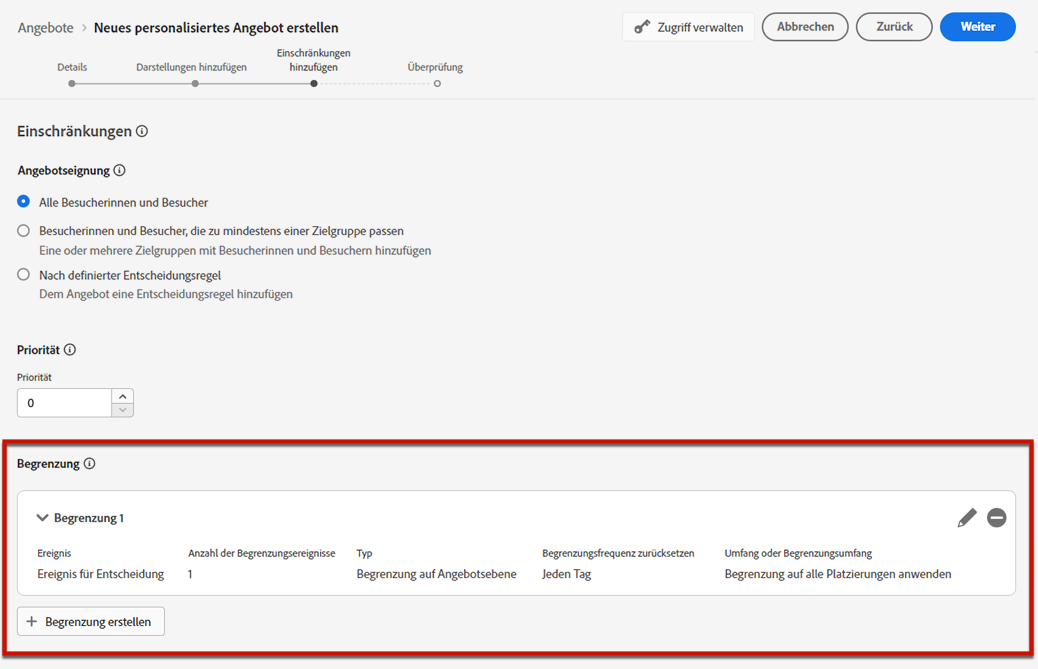 Angebote > Neues personalisiertes Angebot erstellen
Zugriff verwalten
Abbrechen
Zurück
Weiter
Details
Darstellungen hinzufügen
Einschränkungen
hinzufügen
Überprüfung
Einschränkungen
Angebotseignung
Alle Besucherinnen und Besucher
Besucherinnen und Besucher, die zu mindestens einer Zielgruppe passen
Eine oder mehrere Zielgruppen mit Besucherinnen und Besuchern hinzufügen
Nach definierter Entscheidungsregel
Dem Angebot eine Entscheidungsregel hinzufügen
Priorität
Priorität
0
Begrenzung
Begrenzung 1
Ereignis Anzahl der Begrenzungsereignisse Typ Begrenzungsfrequenz zurücksetzen Umfang oder Begrenzungsumfang
Ereignis für Entscheidung 1 Begrenzung auf Angebotsebene Jeden Tag Begrenzung auf alle Platzierungen anwenden
+ Begrenzung erstellen